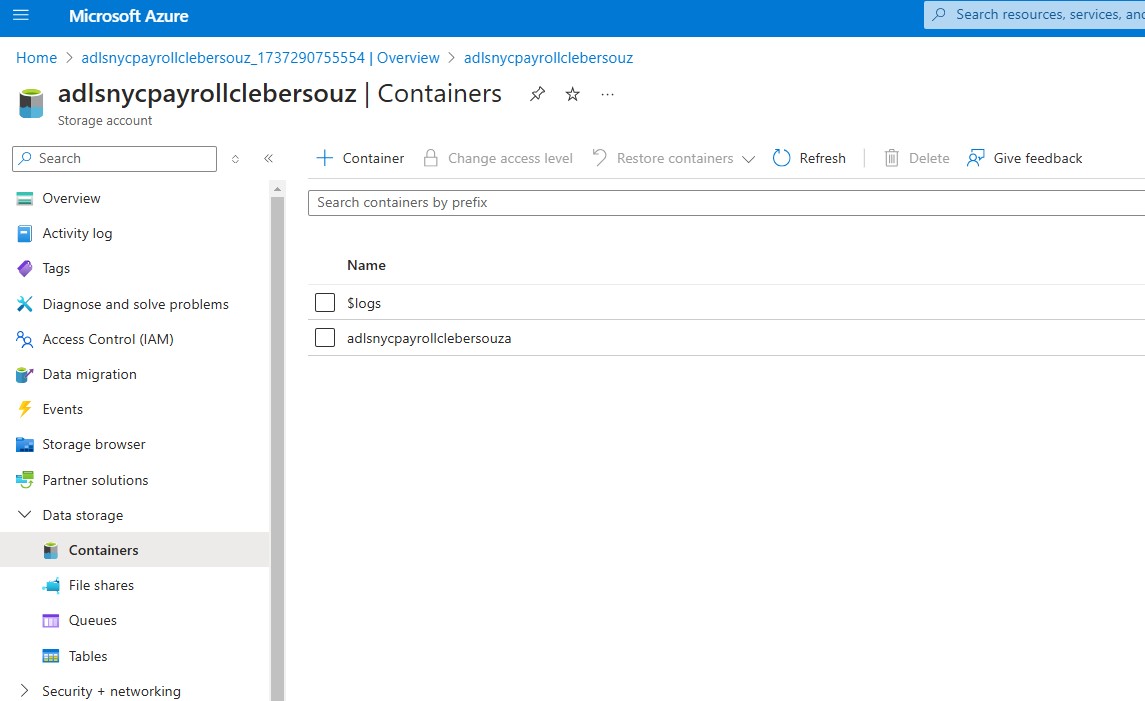 Microsoft Azure
Search resources, services, and
Home > adlsnycpayrollclebersouz_1737290755554 | Overview > adlsnycpayrollclebersouz
adlsnycpayrollclebersouz | Containers
Storage account
Search
Container
Change access level
Restore containers
Refresh
Delete
Give feedback
Overview
Activity log
Tags
Diagnose and solve problems
Access Control (IAM)
Data migration
Events
Storage browser
Partner solutions
Data storage
Containers
File shares
Queues
Tables
Security + networking
Search containers by prefix
Name
$logs
adlsnycpayrollclebersouza